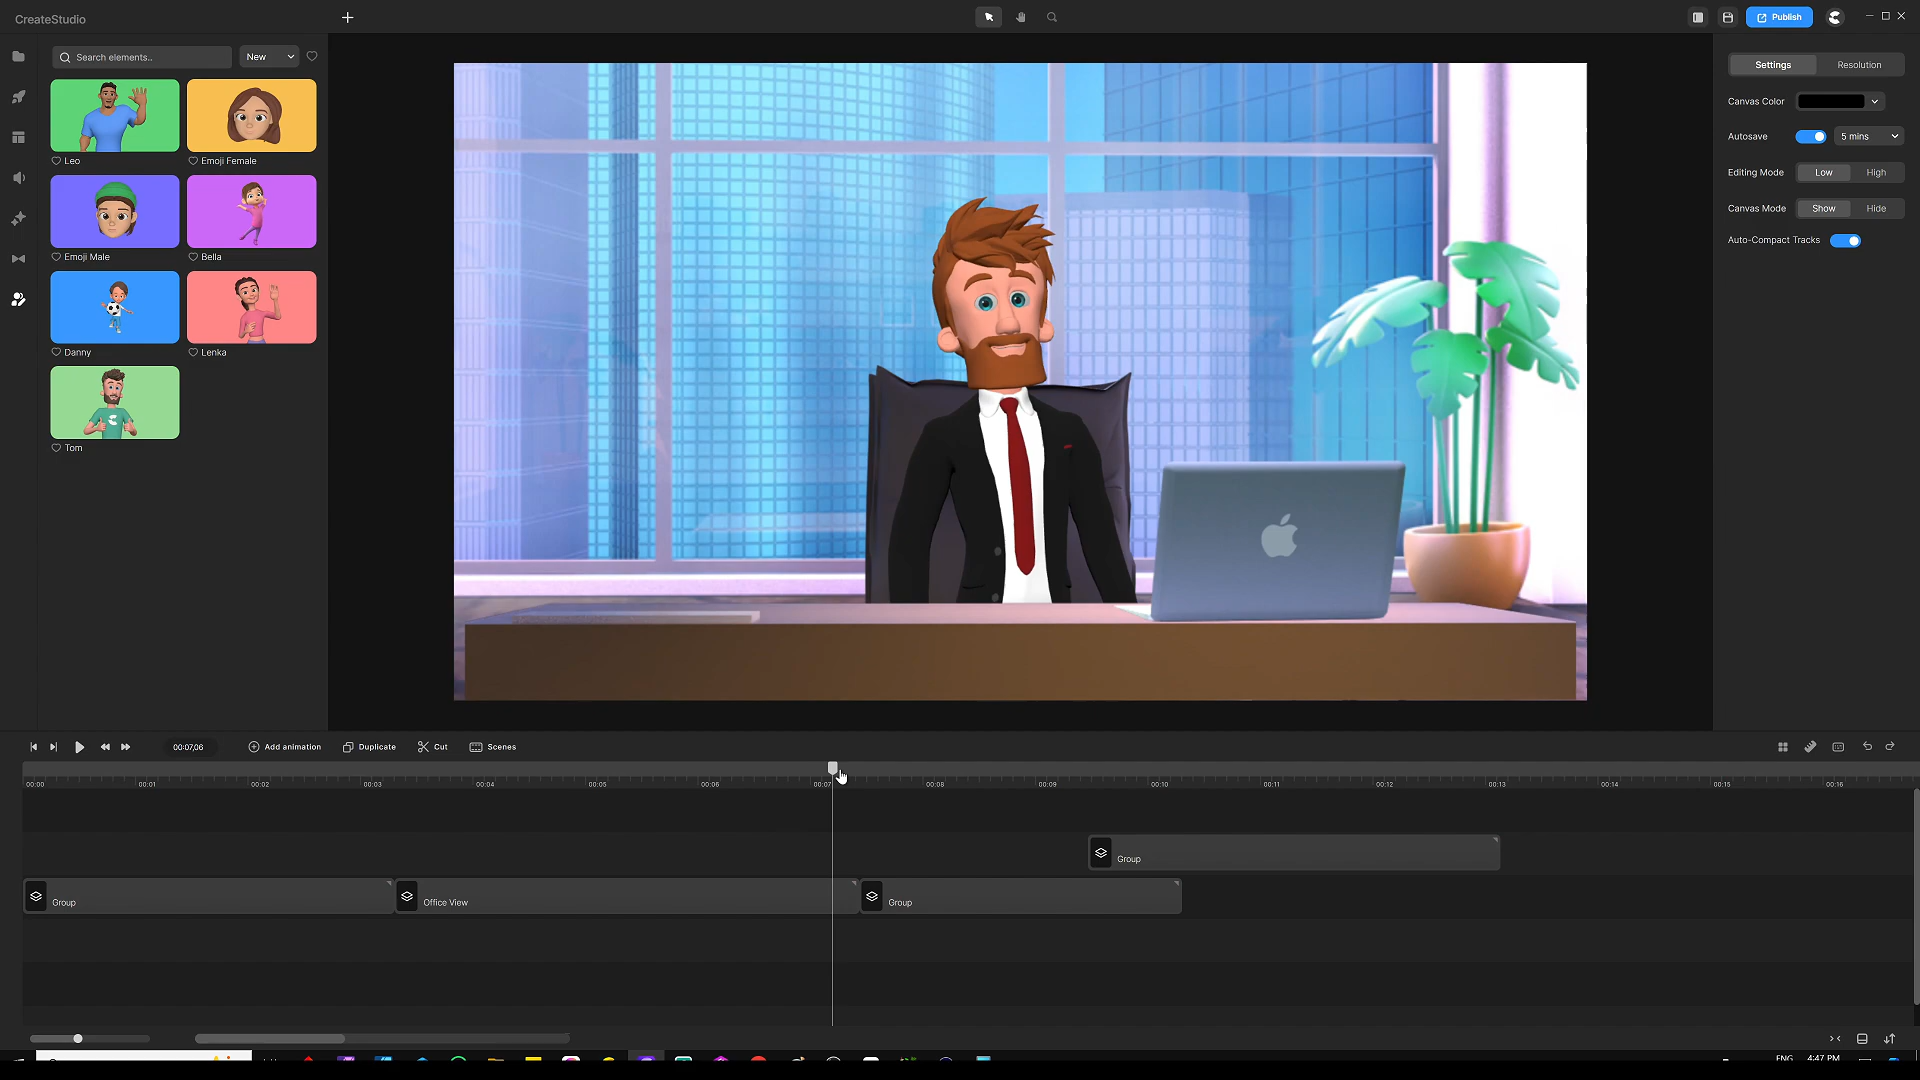 CreateStudio
Publish
Search elements..
New
Settings
Resolution
Canvas Color
Autosave
5 mins
Editing Mode
Low
High
Canvas Mode
Show
Hide
Auto-Compact Tracks
Leo
Emoji Female
Emoji Male
Bella
Danny
Lenka
Tom
00:07,06
Add animation
Duplicate
Cut
Scenes
00:00
00:01
00:02
00:03
00:04
00:05
00:06
00:07
00:08
00:09
00:10
00:11
00:12
00:13
00:14
00:15
00:16
Group
Group
Office View
Group
ENG
4:47 PM